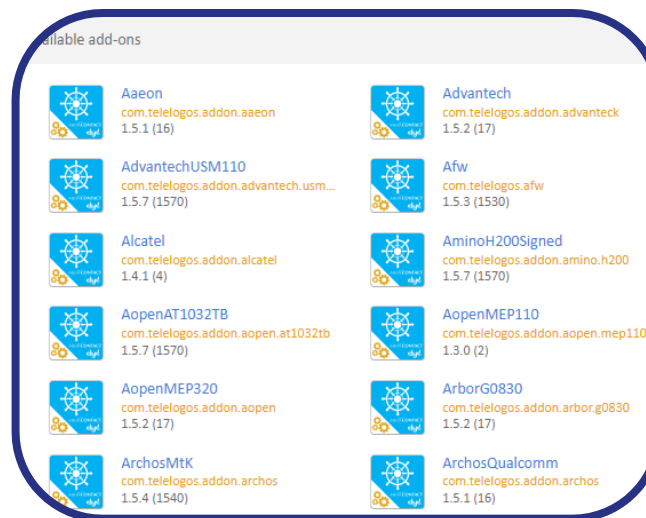 ailable add-ons
Aaeon
com.telelogos.addon.aaeon
1.5.1 (16)
Advantech
com.telelogos.addon.advanteck
1.5.2 (17)
AdvantechUSM110
com.telelogos.addon.advantech.usm...
1.5.7 (1570)
Afw
com.telelogos.afw
1.5.3 (1530)
Alcatel
com.telelogos.addon.alcatel
1.4.1 (4)
AminoH200Signed
com.telelogos.addon.amino.h200
1.5.7 (1570)
AopenAT1032TB
com.telelogos.addon.aopen.at1032tb
1.5.7 (1570)
AopenMEP110
com.telelogos.addon.aopen.mep110
1.3.0 (2)
AopenMEP320
com.telelogos.addon.aopen
1.5.2 (17)
ArborG0830
com.telelogos.addon.arbor.g0830
1.5.2 (17)
ArchosMtK
com.telelogos.addon.archos
1.5.4 (1540)
ArchosQualcomm
com.telelogos.addon.archos
1.5.1 (16)